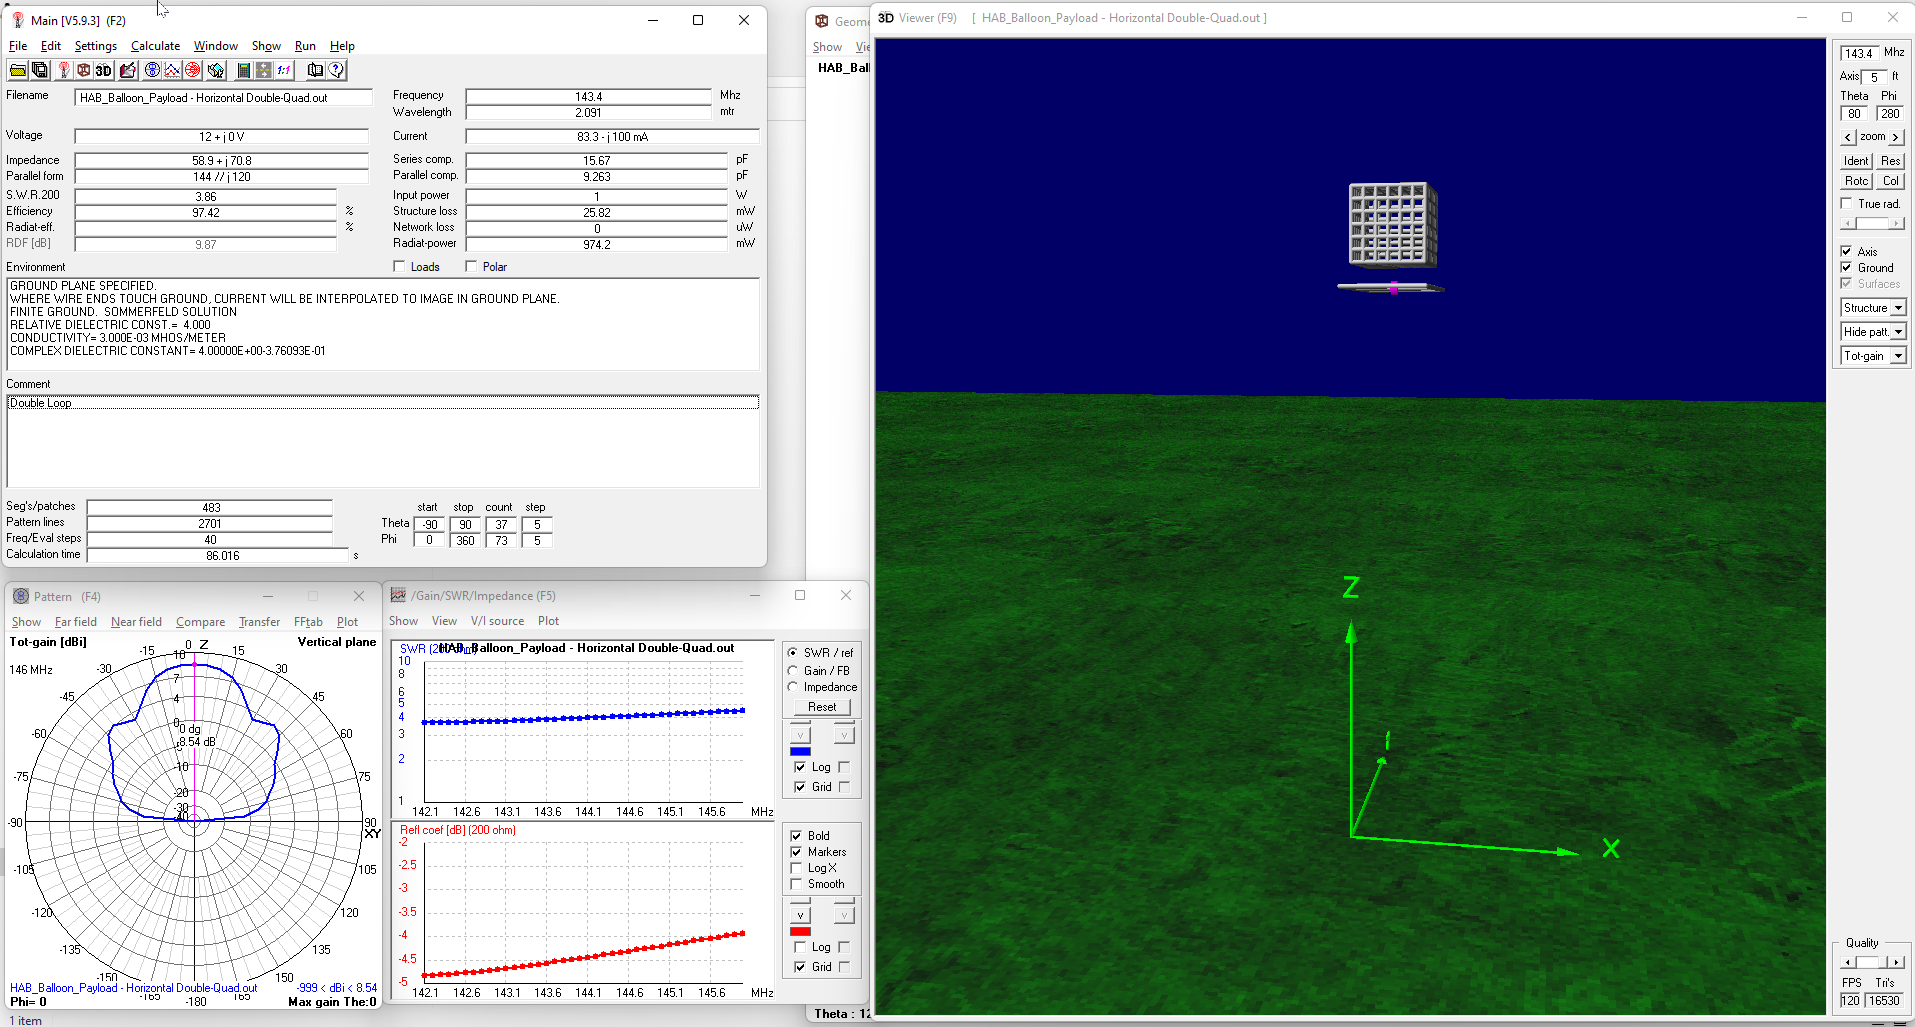 Main [V5.9.3] (F2)
File Edit Settings Calculate Window Show Run Help
3D 1:1
Filename HAB_Balloon_Payload - Horizontal Double-Quad.out
Frequency 143.4 Mhz
Wavelength 2.091 mtr
Voltage 12 + j 0 V
Current 83.3 - j 100 mA
Impedance 58.9 + j 70.8
Series comp. 15.67 pF
Parallel form 144 // j 120
Parallel comp. 9.263 pF
S.W.R.200 3.86
Input power 1 W
Efficiency 97.42 %
Structure loss 25.82 mW
Radiat-eff. %
Network loss 0 uW
RDF [dB] 9.87
Radiat-power 974.2 mW
Environment
Loads Polar
GROUND PLANE SPECIFIED.
WHERE WIRE ENDS TOUCH GROUND, CURRENT WILL BE INTERPOLATED TO IMAGE IN GROUND PLANE.
FINITE GROUND. SOMMERFELD SOLUTION
RELATIVE DIELECTRIC CONST.= 4.000
CONDUCTIVITY= 3.000E-03 MHOS/METER
COMPLEX DIELECTRIC CONSTANT= 4.00000E+00-3.76093E-01
Comment
Double Loop
Seg's/patches 483
Pattern lines 2701
Freq/Eval steps 40
Calculation time 86.016 s
start stop count step
Theta -90 90 37 5
Phi 0 360 73 5
Pattern (F4)
Show Far field Near field Compare Transfer FFtab Plot
Tot-gain [dBi]
Vertical plane
146 MHz
0 Z
-15 15
-30 30
-45 45
-60 60
-75 75
-90 90
XY
-105 105
-120 120
-135 135
-150 150
-165 165
-180
10
7
4
0
0 dg
8.54 dB
-10
-20
-30
-40
HAB_Balloon_Payload - Horizontal Double-Quad.out
-999 < dBi < 8.54
Phi= 0
Max gain The:0
1 item
/Gain/SWR/Impedance (F5)
Show View V/I source Plot
SWR (200 ohm)
HAB_Balloon_Payload - Horizontal Double-Quad.out
10
8
6
5
4
3
2
1
142.1 142.6 143.1 143.6 144.1 144.6 145.1 145.6 MHz
Refl coef [dB] (200 ohm)
-2
-2.5
-3
-3.5
-4
-4.5
-5
142.1 142.6 143.1 143.6 144.1 144.6 145.1 145.6 MHz
SWR / ref
Gain / FB
Impedance
Reset
v v
Log
Grid
Bold
Markers
Log X
Smooth
v v
Log
Grid
Geome
Show Vie
HAB_Ball
Theta : 12
3D Viewer (F9) [ HAB_Balloon_Payload - Horizontal Double-Quad.out ]
Z
X
143.4 Mhz
Axis 5 ft
Theta Phi
80 280
< zoom >
Ident Res
Rotc Col
True rad.
Axis
Ground
Surfaces
Structure
Hide patt.
Tot-gain
Quality
FPS Tri's
120 16530